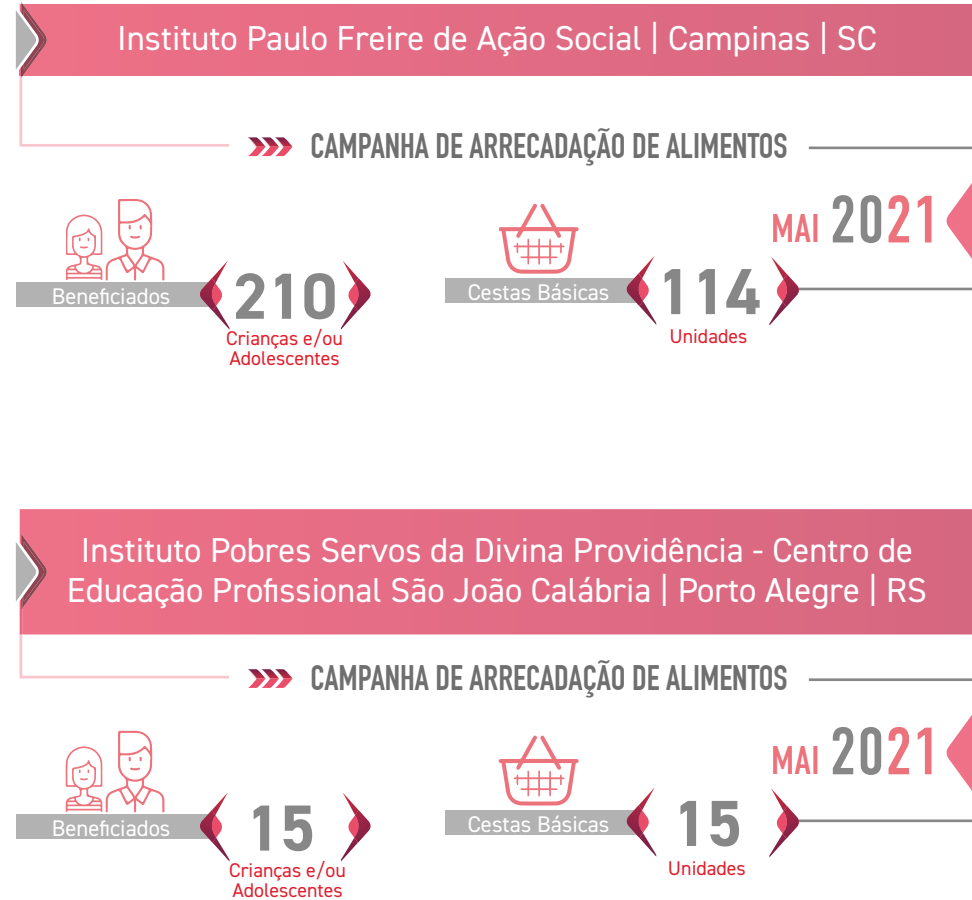 Instituto Paulo Freire de Ação Social | Campinas | SC
CAMPANHA DE ARRECADAÇÃO DE ALIMENTOS
MAI 2021
Beneficiados
210
Crianças e/ou
Adolescentes
Cestas Básicas
114
Unidades
Instituto Pobres Servos da Divina Providência - Centro de
Educação Profissional São João Calábria | Porto Alegre | RS
CAMPANHA DE ARRECADAÇÃO DE ALIMENTOS
MAI 2021
Beneficiados
15
Crianças e/ou
Adolescentes
Cestas Básicas
15
Unidades